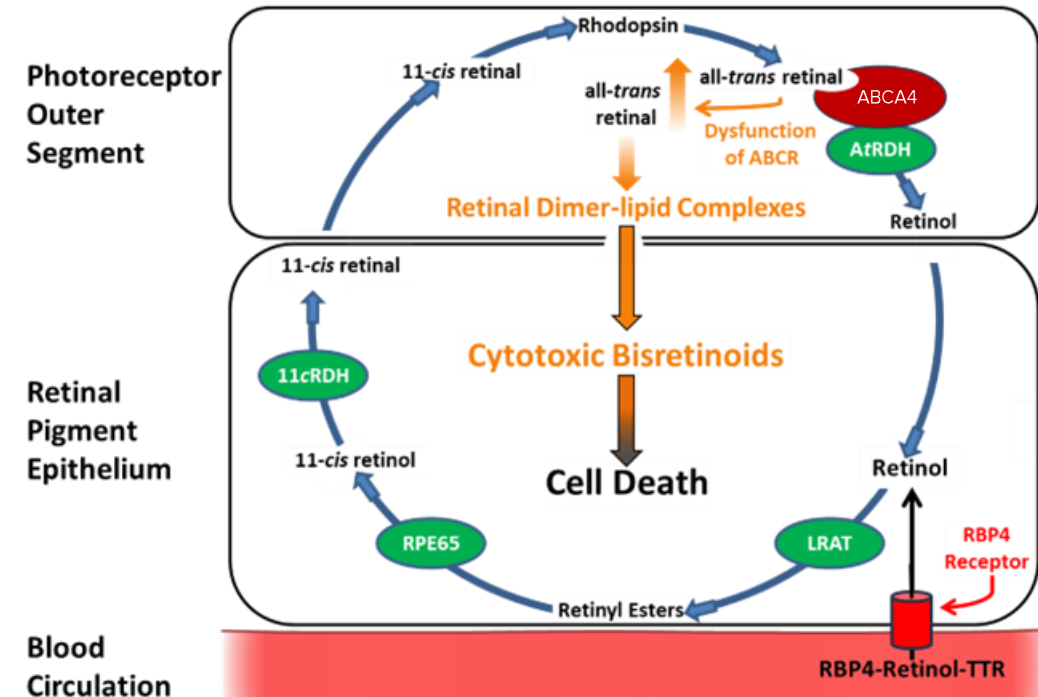 Photoreceptor
Outer
Segment
Rhodopsin
11-cis retinal
all-trans
retinal
all-trans retinal
ABCA4
Dysfunction
of ABCR
AtRDH
Retinal Dimer-lipid Complexes
Retinol
Retinal
Pigment
Epithelium
11-cis retinal
11cRDH
Cytotoxic Bisretinoids
11-cis retinol
Cell Death
Retinol
RPE65
LRAT
RBP4
Receptor
Retinyl Esters
Blood
Circulation
RBP4-Retinol-TTR